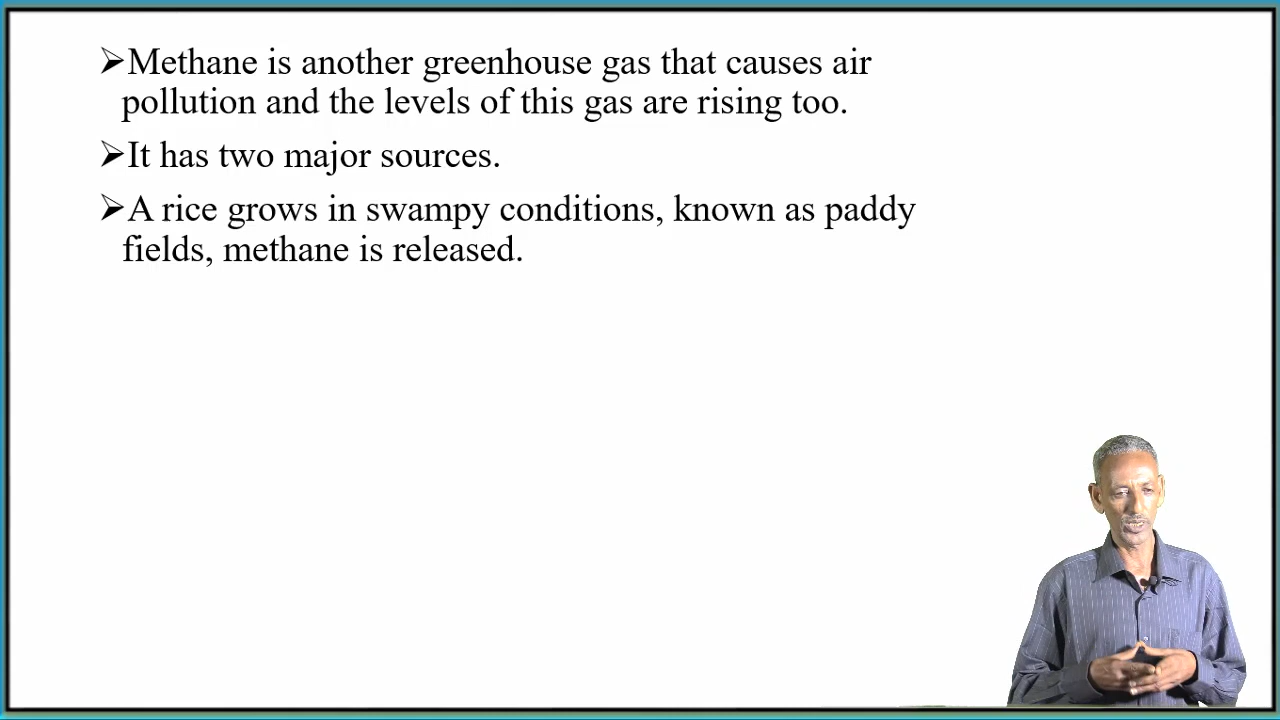 ➢Methane is another greenhouse gas that causes air
pollution and the levels of this gas are rising too.
➢It has two major sources.
➢A rice grows in swampy conditions, known as paddy
fields, methane is released.